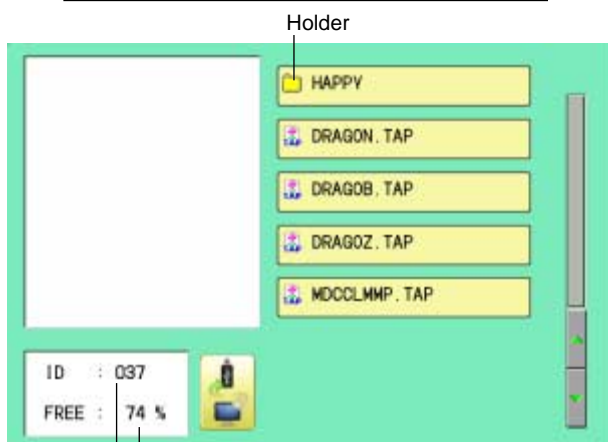 Holder
HAPPY
DRAGON.TAP
DRAGOB.TAP
DRAGOZ.TAP
MDCCLMMP.TAP
ID : 037
FREE : 74 %